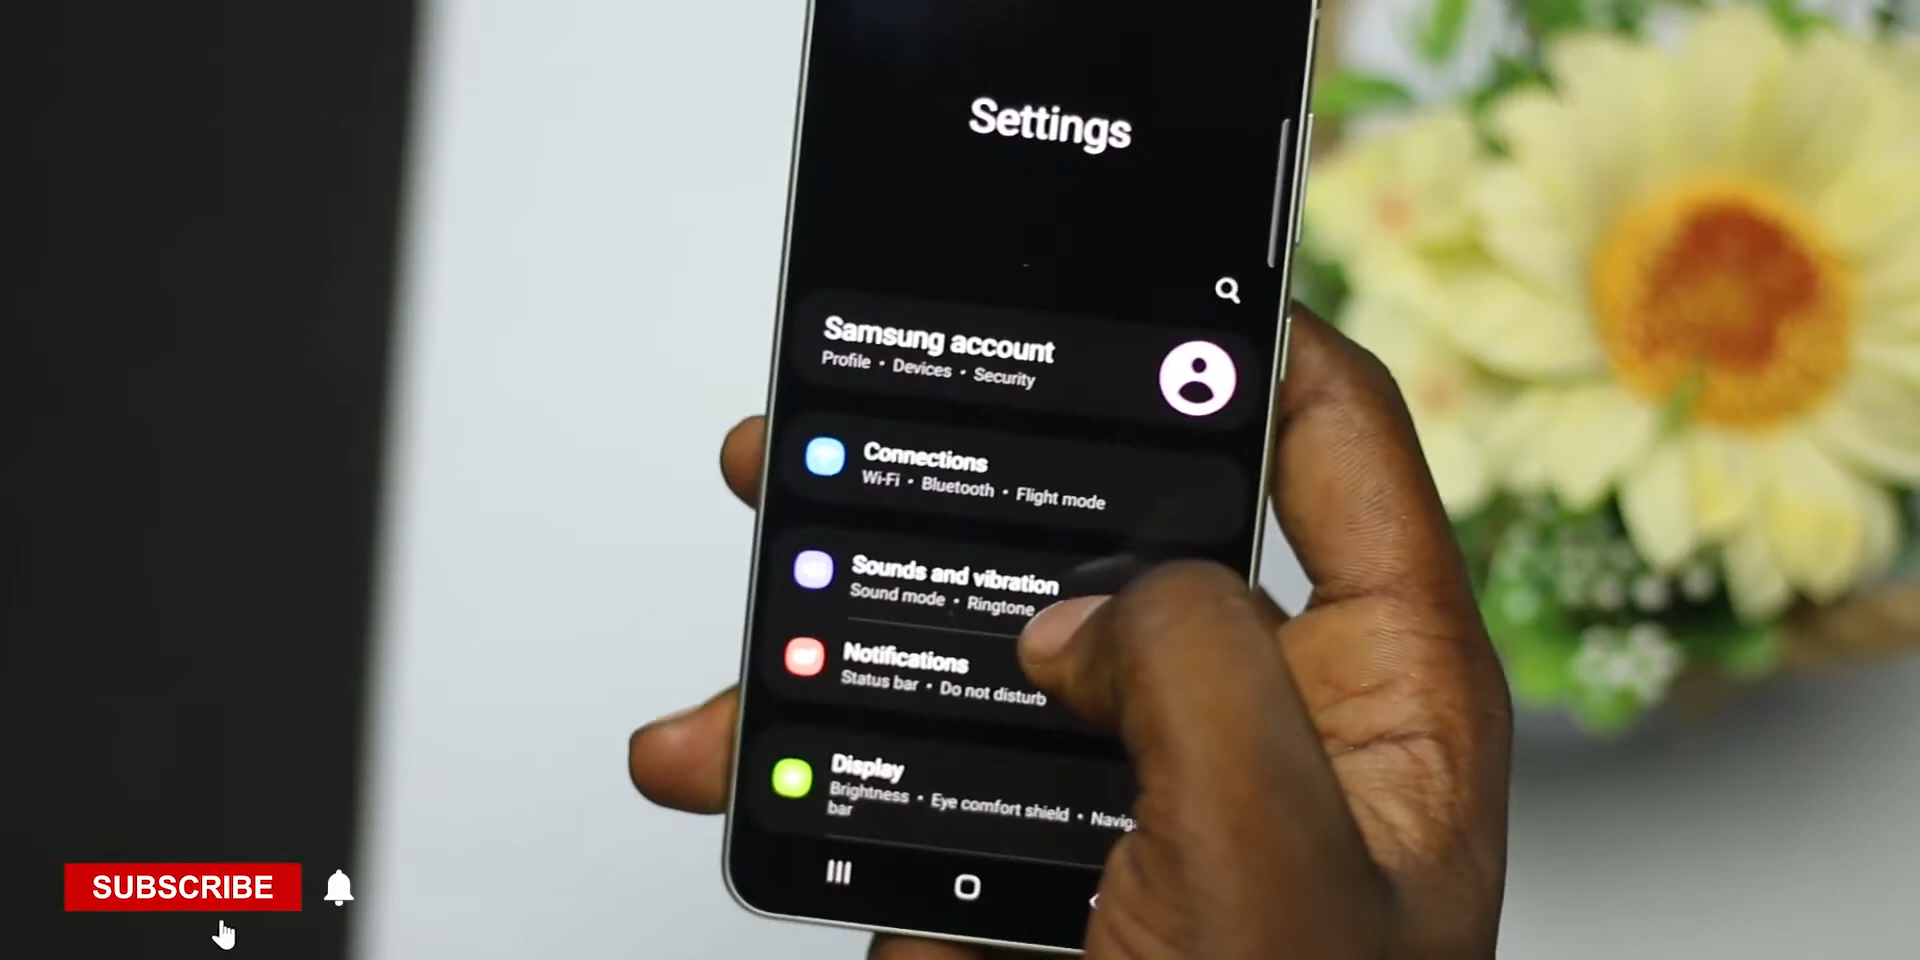 Settings
Samsung account
Profile • Devices • Security
Connections
Wi-Fi • Bluetooth • Flight mode
Sounds and vibration
Sound mode • Ringtone
Notifications
Status bar • Do not disturb
Display
Brightness • Eye comfort shield •
bar
SUBSCRIBE